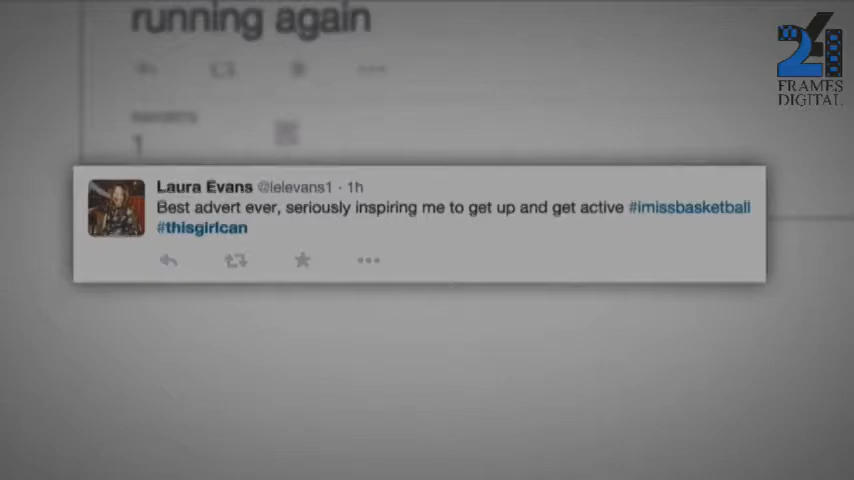 running again
1
24
FRAMES
DIGITAL
Laura Evans @lelevans1 · 1h
Best advert ever, seriously inspiring me to get up and get active #imissbasketball
#thisgirlcan